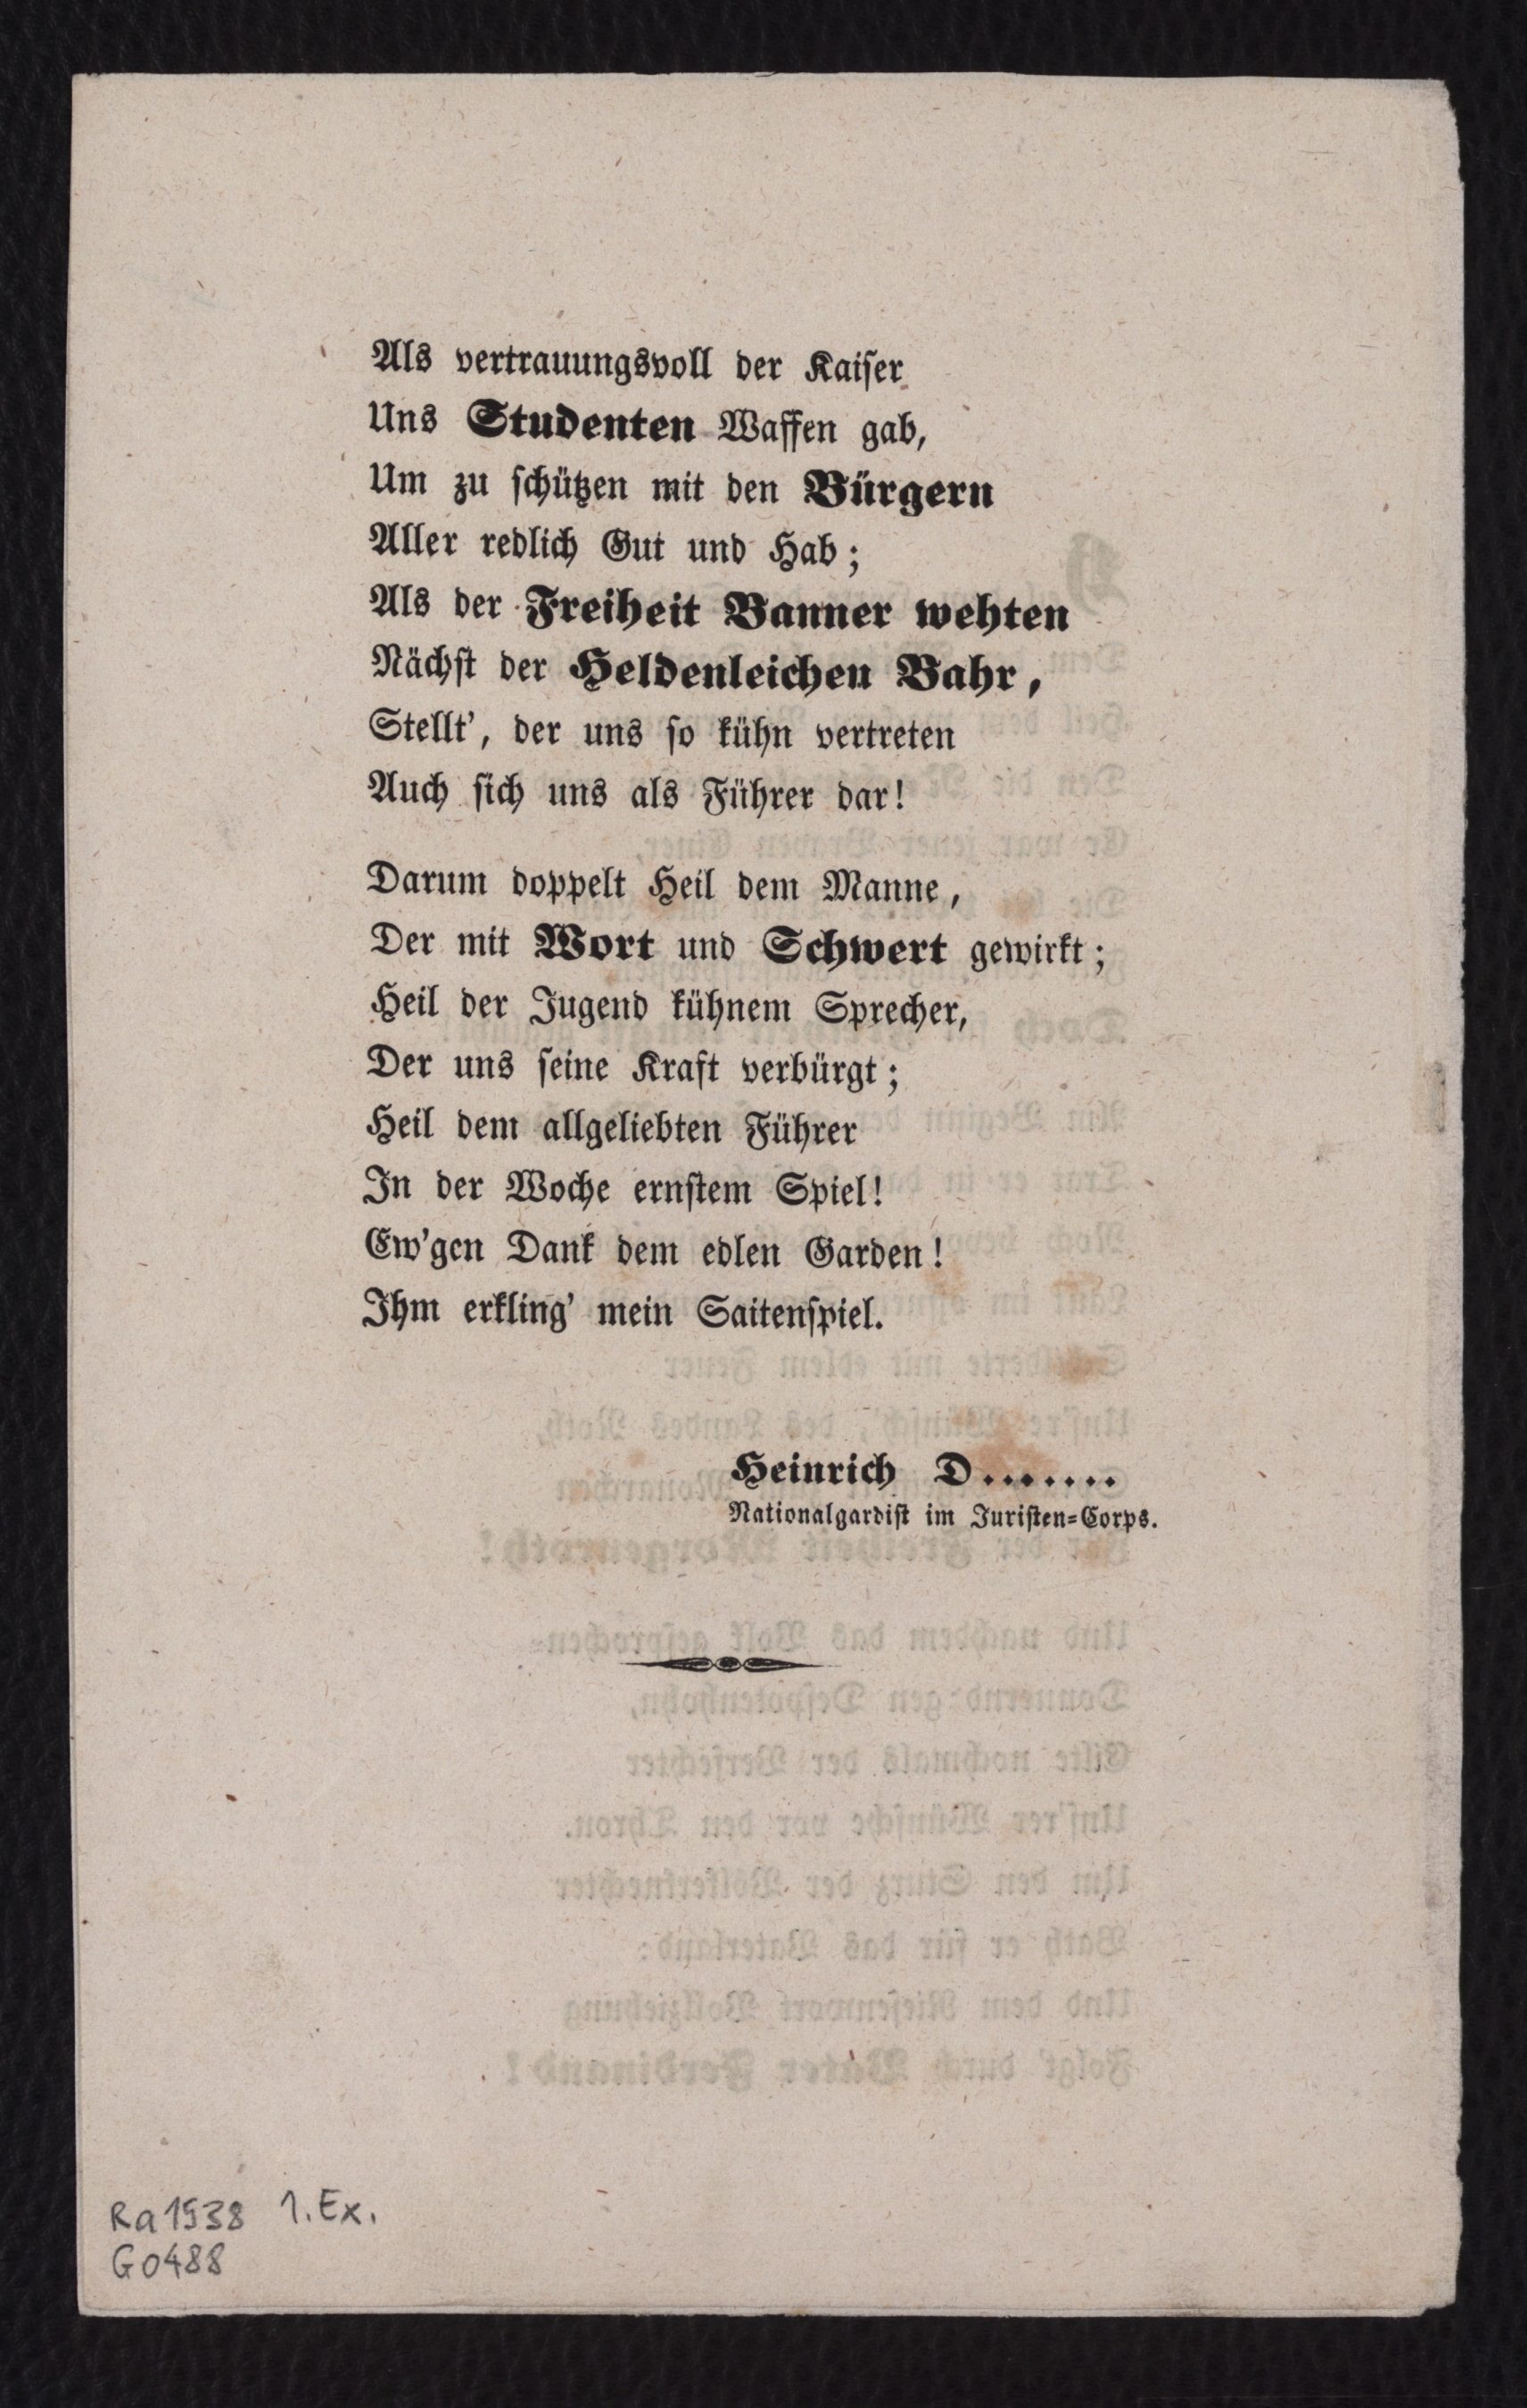 Als vertrauungsvoll der Kaiser
Uns Studenten Waffen gab,
Um zu schützen mit den Bürgern
Aller redlich Gut und Hab;
Als der Freiheit Banner wehten
Nächst der Heldenleichen Bahr,
Stellt', der uns so kühn vertreten
Auch sich uns als Führer dar!
Darum doppelt Heil dem Manne,
Der mit Wort und Schwert gewirkt;
Heil der Jugend kühnem Sprecher,
Der uns seine Kraft verbürgt;
Heil dem allgeliebten Führer
In der Woche ernstem Spiel!
Ew'gen Dank dem edlen Garden!
Ihm erkling' mein Saitenspiel.
Heinrich D.......
Nationalgardist im Juristen-Corps.
Ra 1938 1. Ex.
G0488